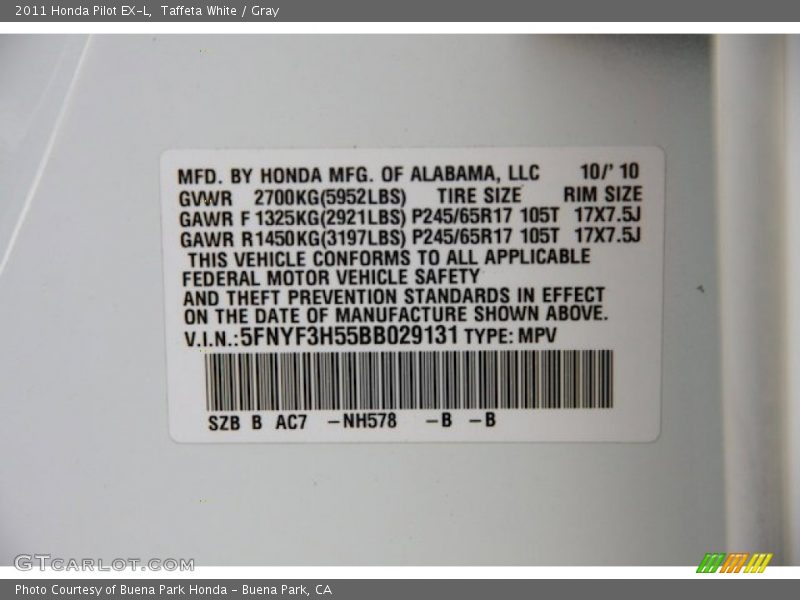 2011 Honda Pilot EX-L, Taffeta White / Gray
MFD. BY HONDA MFG. OF ALABAMA, LLC 10/' 10
GVWR 2700KG(5952LBS) TIRE SIZE RIM SIZE
GAWR F 1325KG(2921LBS) P245/65R17 105T 17X7.5J
GAWR R1450KG(3197LBS) P245/65R17 105T 17X7.5J
THIS VEHICLE CONFORMS TO ALL APPLICABLE
FEDERAL MOTOR VEHICLE SAFETY
AND THEFT PREVENTION STANDARDS IN EFFECT
ON THE DATE OF MANUFACTURE SHOWN ABOVE.
V.I.N.:5FNYF3H55BB029131 TYPE: MPV
SZB B AC7 -NH578 -B -B
GTCARLOT.COM
Photo Courtesy of Buena Park Honda - Buena Park, CA